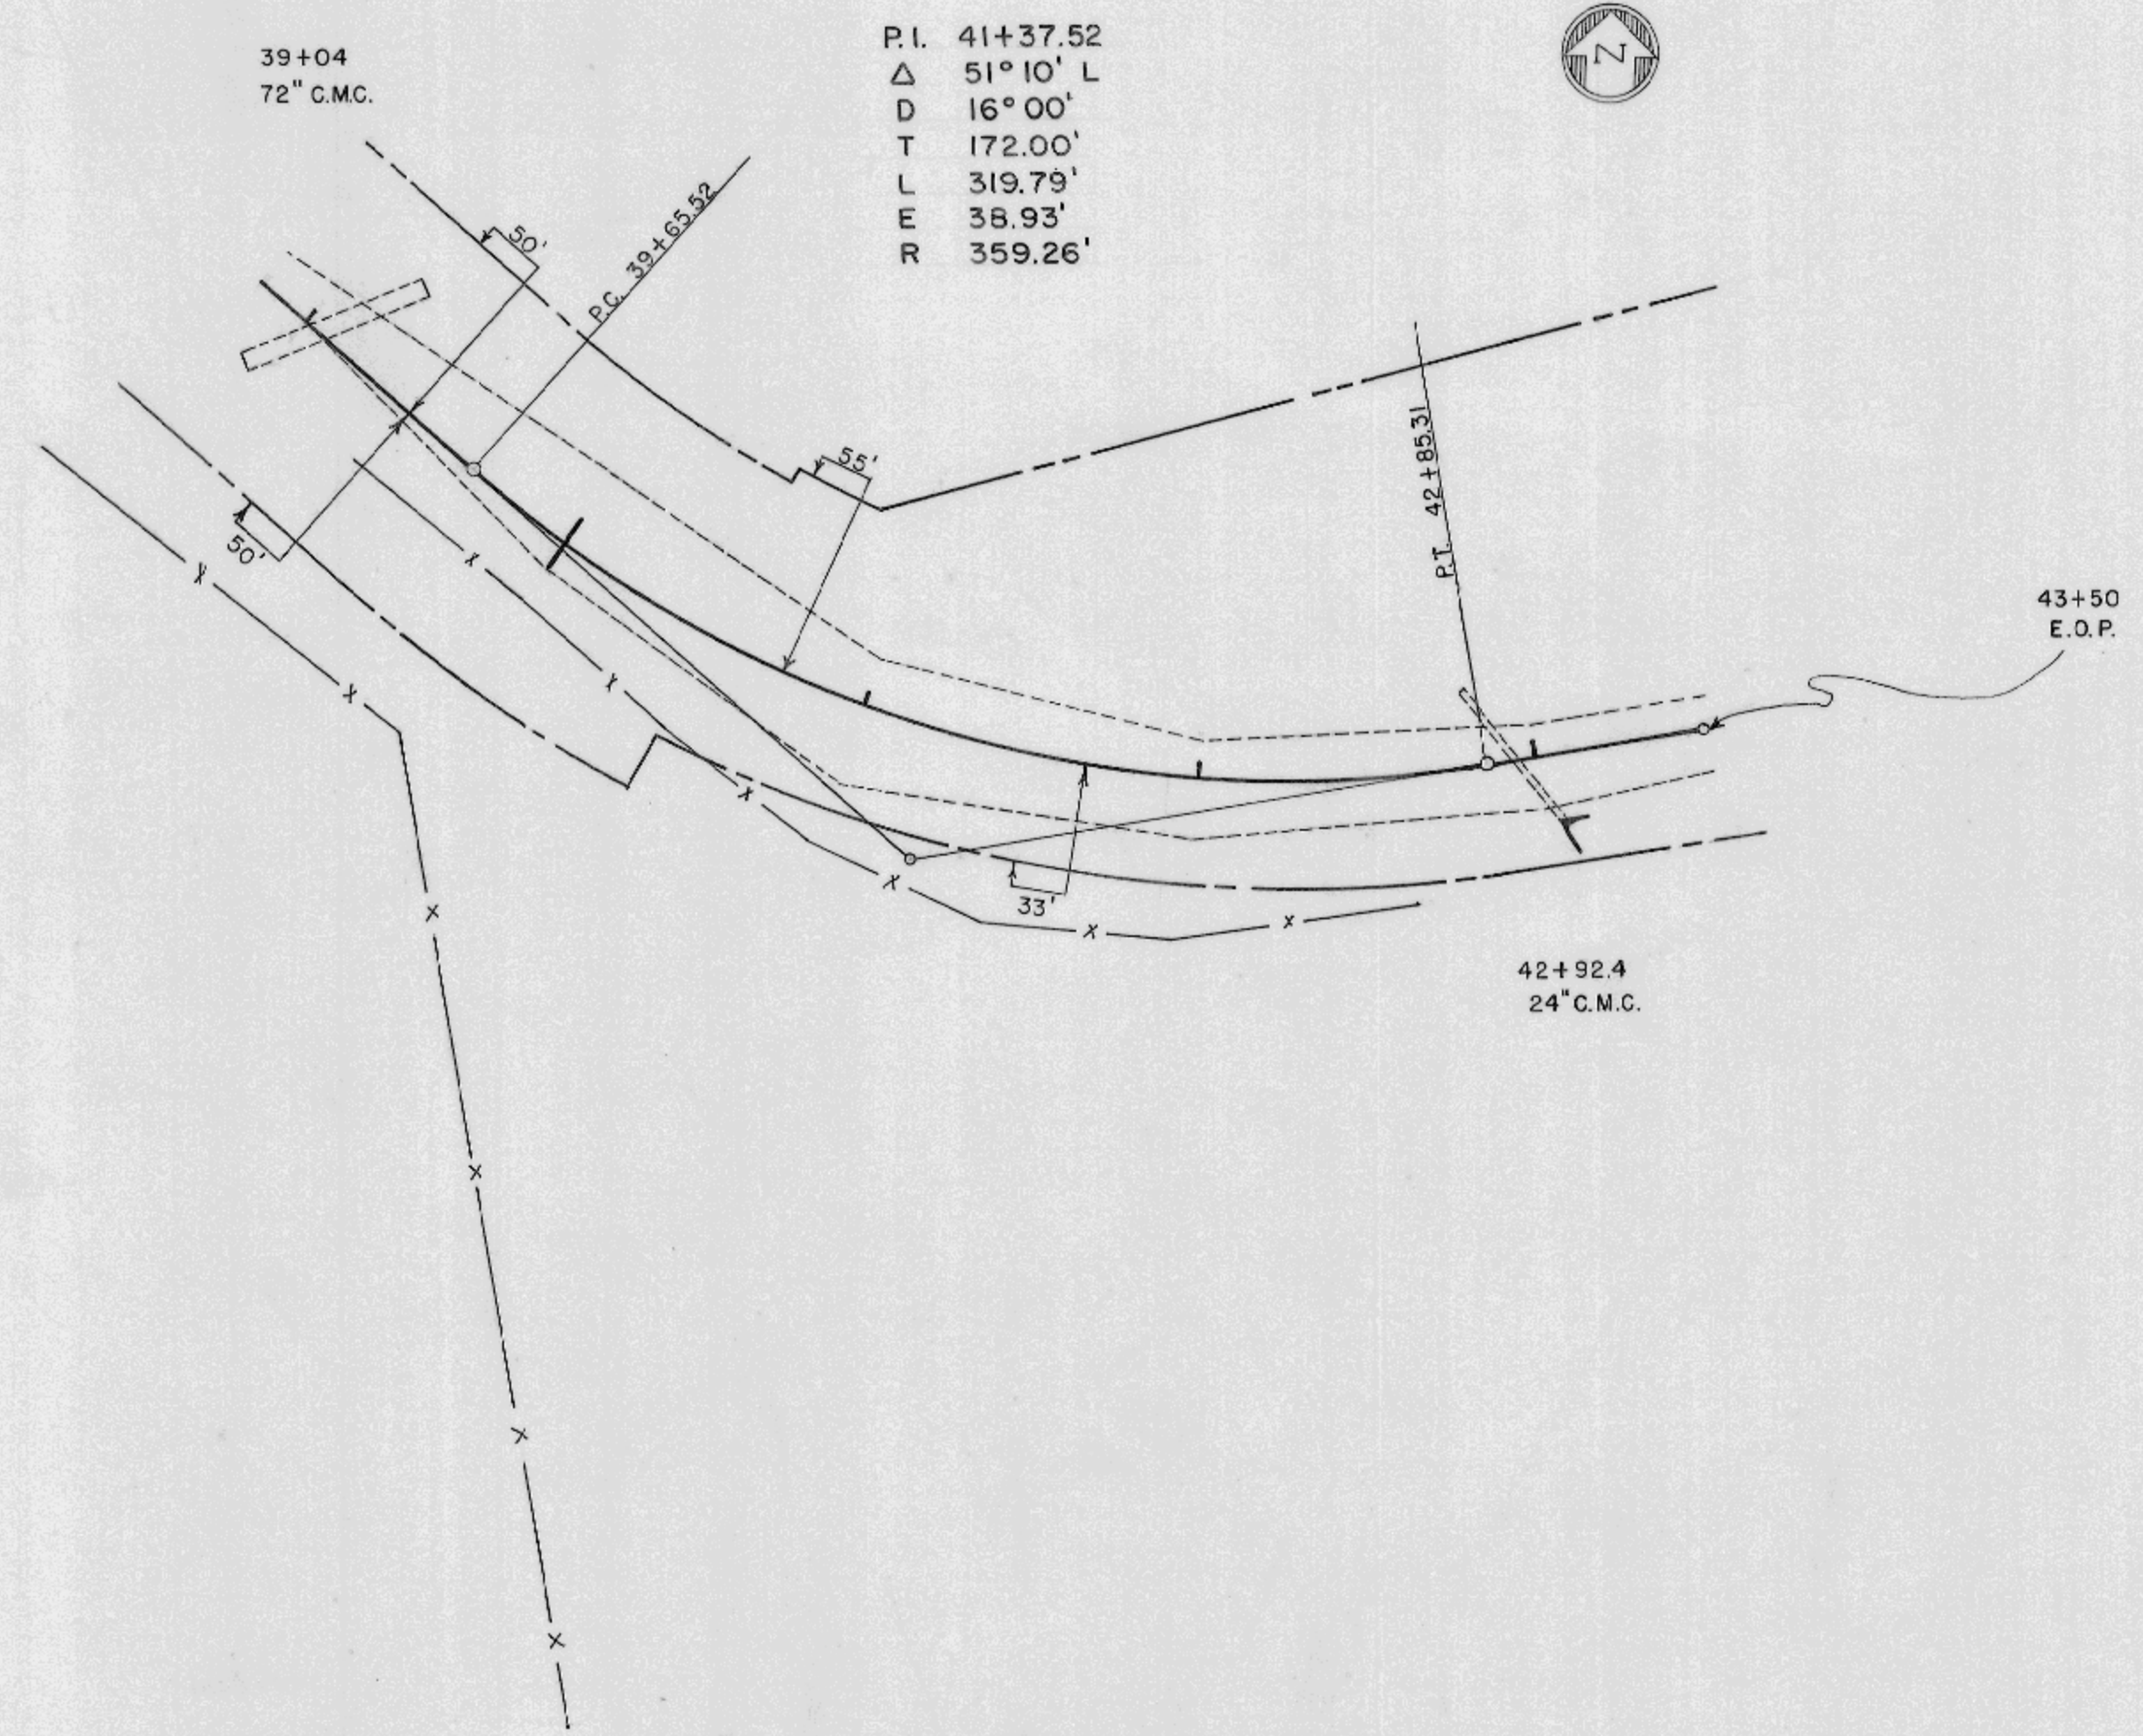 39+04
72" C.M.C.
P.I. 41+37.52
Δ 51° 10' L
D 16° 00'
T 172.00'
L 319.79'
E 38.93'
R 359.26'
N
50'
P.C. 39+65.52
55'
50'
P.T. 42+85.31
43+50
E.O.P.
33'
42+92.4
24" C.M.C.